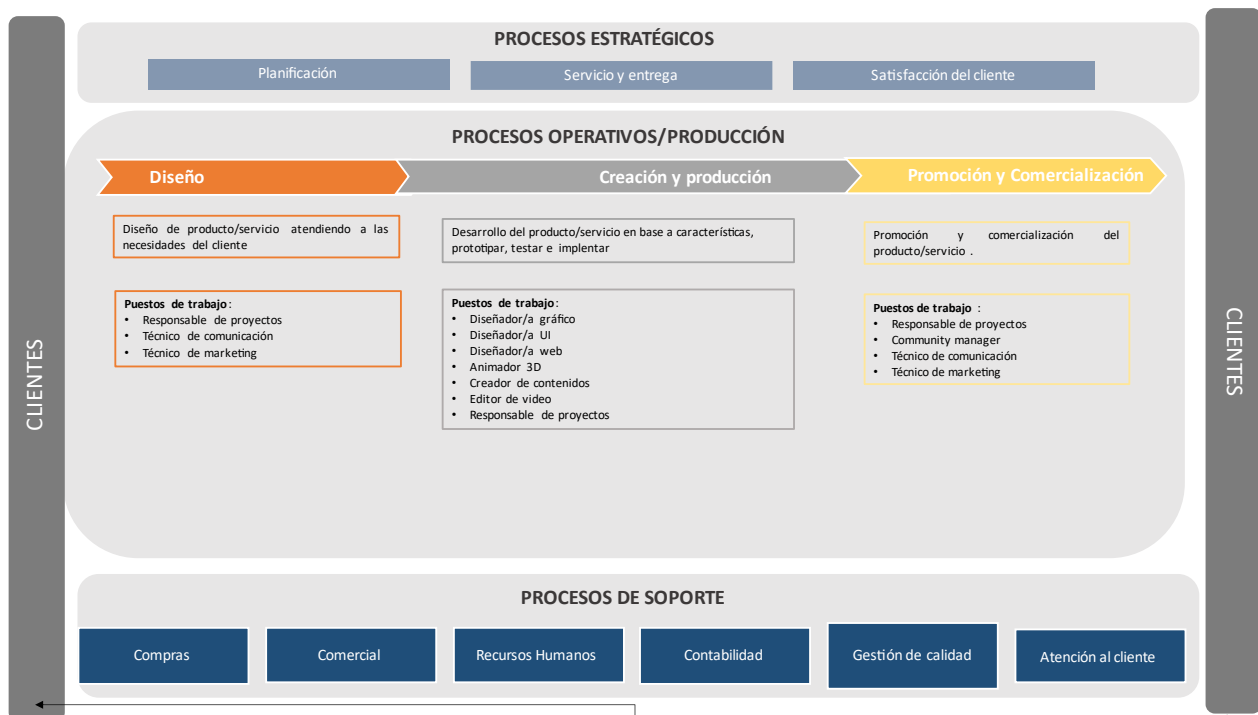 PROCESOS ESTRATÉGICOS
Planificación
Servicio y entrega
Satisfacción del cliente
CLIENTES
PROCESOS OPERATIVOS/PRODUCCIÓN
Diseño
Creación y producción
Promoción y Comercialización
Diseño de producto/servicio atendiendo a las
necesidades del cliente
Desarrollo del producto/servicio en base a características,
prototipar, testar e implentar
Promoción y comercialización del
producto/servicio .
Puestos de trabajo:
• Responsable de proyectos
• Técnico de comunicación
• Técnico de marketing
Puestos de trabajo:
• Diseñador/a gráfico
• Diseñador/a UI
• Diseñador/a web
• Animador 3D
• Creador de contenidos
• Editor de video
• Responsable de proyectos
Puestos de trabajo :
• Responsable de proyectos
• Community manager
• Técnico de comunicación
• Técnico de marketing
CLIENTES
PROCESOS DE SOPORTE
Compras
Comercial
Recursos Humanos
Contabilidad
Gestión de calidad
Atención al cliente